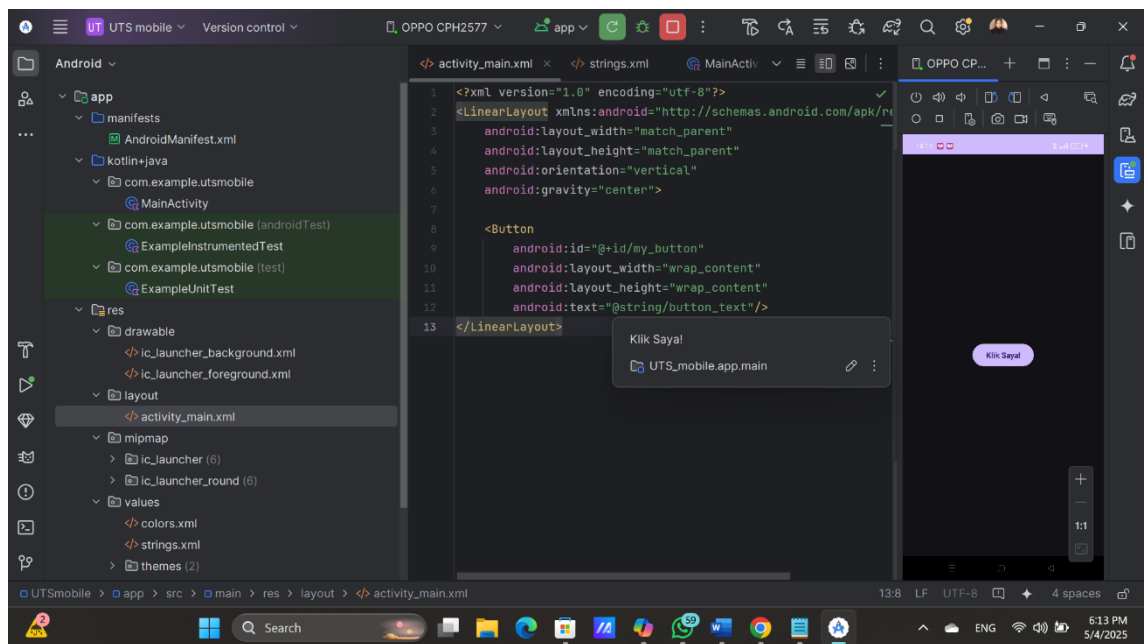 UT UTS mobile Version control OPPO CPH2577 app
Android
activity_main.xml strings.xml MainActiv OPPO CP...
app
manifests
AndroidManifest.xml
kotlin+java
com.example.utsmobile
MainActivity
com.example.utsmobile (androidTest)
ExampleInstrumentedTest
com.example.utsmobile (test)
ExampleUnitTest
res
drawable
ic_launcher_background.xml
ic_launcher_foreground.xml
layout
activity_main.xml
mipmap
ic_launcher (6)
ic_launcher_round (6)
values
colors.xml
strings.xml
themes (2)
1 <?xml version="1.0" encoding="utf-8"?>
2 <LinearLayout xmlns:android="http://schemas.android.com/apk/re
3 android:layout_width="match_parent"
4 android:layout_height="match_parent"
5 android:orientation="vertical"
6 android:gravity="center">
7
8 <Button
9 android:id="@+id/my_button"
10 android:layout_width="wrap_content"
11 android:layout_height="wrap_content"
12 android:text="@string/button_text"/>
13 </LinearLayout>
Klik Saya!
UTS_mobile.app.main
Klik Saya!
1:1
UTSmobile > app > src > main > res > layout > activity_main.xml
13:8 LF UTF-8 4 spaces
2
Search
59
ENG
6:13 PM
5/4/2025